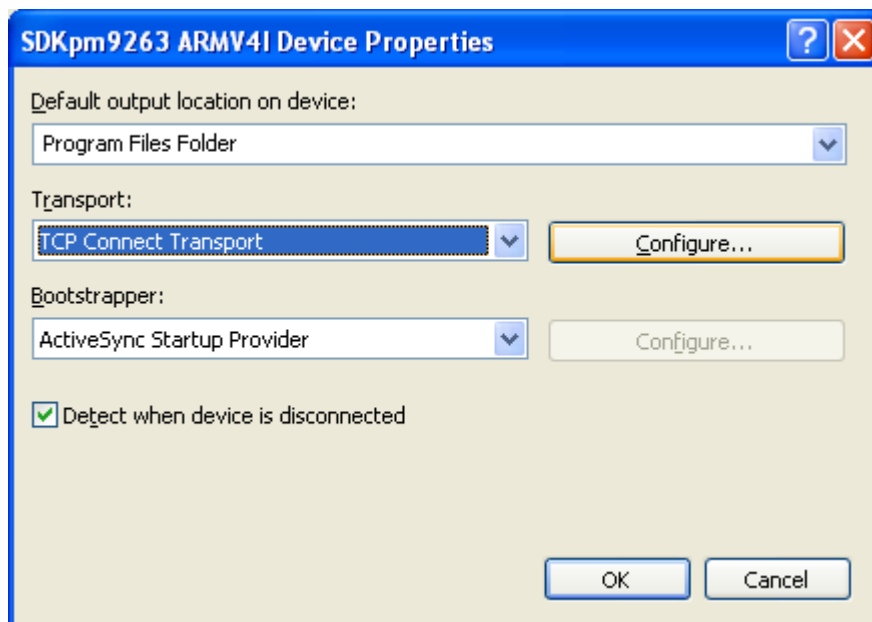 SDKpm9263 ARMV4I Device Properties
Default output location on device:
Program Files Folder
Transport:
TCP Connect Transport
Configure...
Bootstrapper:
ActiveSync Startup Provider
Configure...
Detect when device is disconnected
OK
Cancel